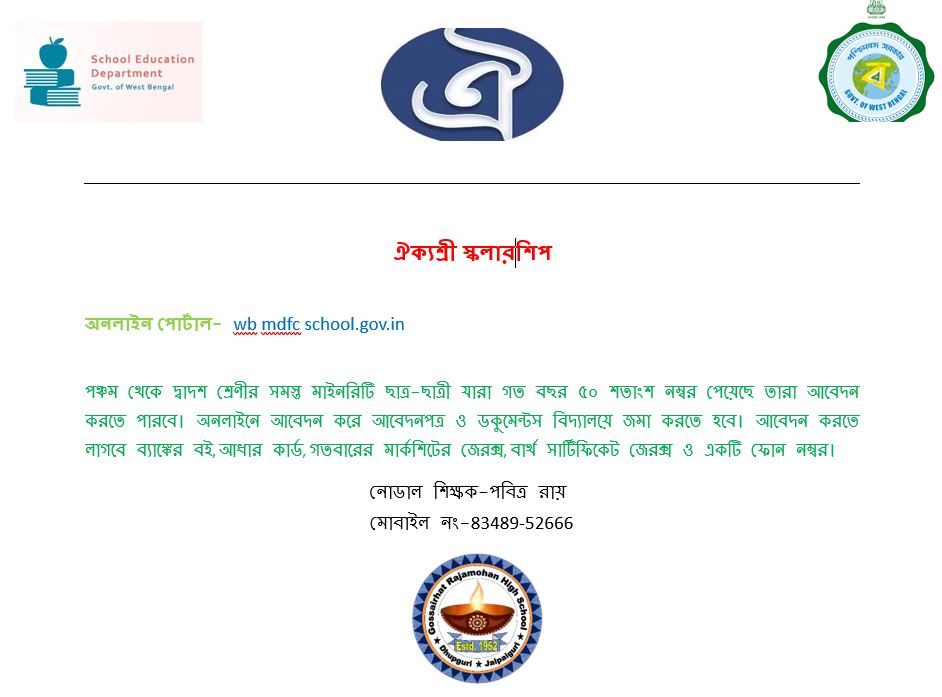 School Education
Department
Govt. of West Bengal
ঐ
পশ্চিমবঙ্গ সরকার
ব
GOVT. OF WEST BENGAL
ঐক্যশ্রী স্কলারশিপ
অনলাইন পোর্টাল- wb mdfc school.gov.in
পঞ্চম থেকে দ্বাদশ শ্রেণীর সমস্ত মাইনরিটি ছাত্র-ছাত্রী যারা গত বছর ৫০ শতাংশ নম্বর পেয়েছে তারা আবেদন
করতে পারবে। অনলাইনে আবেদন করে আবেদনপত্র ও ডকুমেন্টস বিদ্যালয়ে জমা করতে হবে। আবেদন করতে
লাগবে ব্যাঙ্কের বই, আধার কার্ড, গতবারের মার্কশিটের জেরক্স, বার্থ সার্টিফিকেট জেরক্স ও একটি ফোন নম্বর।
নোডাল শিক্ষক-পবিত্র রায়
মোবাইল নং-83489-52666
Gossairhat Rajamohan High School
Estd. 1952
★ Dhupguri ★ Jalpaiguri ★